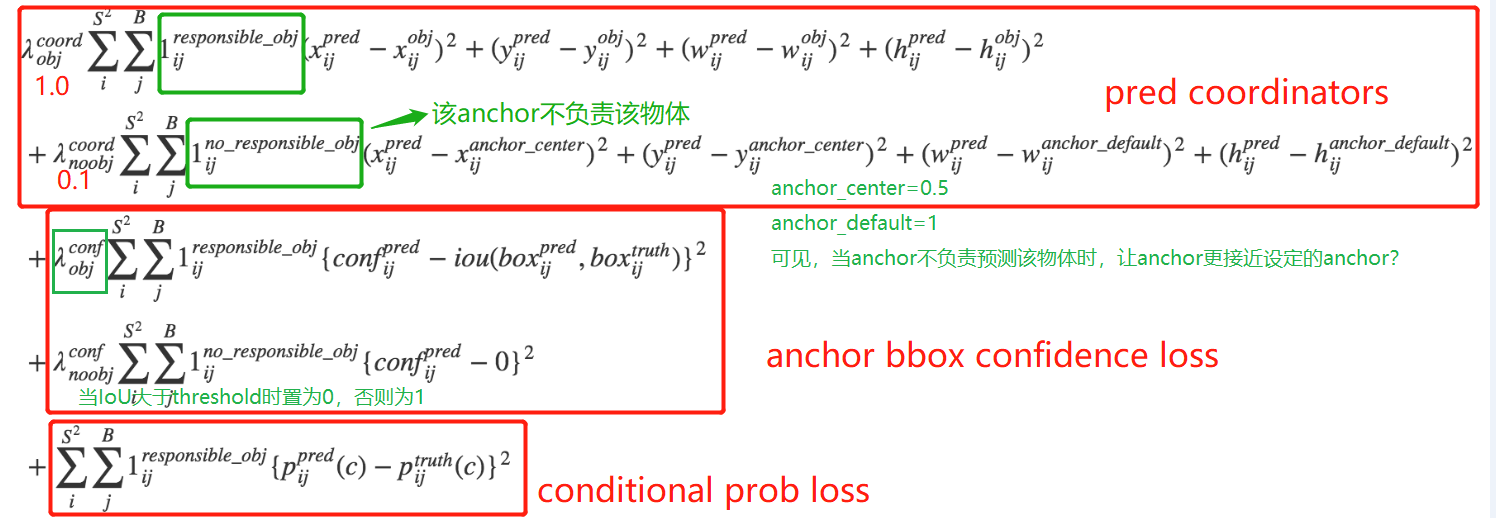 λ_{obj}^{coord} \sum_{i}^{S^2} \sum_{j}^{B} 1_{ij}^{responsible\_obj} (x_{ij}^{pred} − x_{ij}^{obj})^2 + (y_{ij}^{pred} − y_{ij}^{obj})^2 + (w_{ij}^{pred} − w_{ij}^{obj})^2 + (h_{ij}^{pred} − h_{ij}^{obj})^2
1.0
pred coordinators
该anchor不负责该物体
+ λ_{noobj}^{coord} \sum_{i}^{S^2} \sum_{j}^{B} 1_{ij}^{no\_responsible\_obj} (x_{ij}^{pred} − x_{ij}^{anchor\_center})^2 + (y_{ij}^{pred} − y_{ij}^{anchor\_center})^2 + (w_{ij}^{pred} − w_{ij}^{anchor\_default})^2 + (h_{ij}^{pred} − h_{ij}^{anchor\_default})^2
0.1
anchor_center=0.5
anchor_default=1
可见，当anchor不负责预测该物体时，让anchor更接近设定的anchor?
+ λ_{obj}^{conf} \sum_{i}^{S^2} \sum_{j}^{B} 1_{ij}^{responsible\_obj} {conf_{ij}^{pred} − iou(box_{ij}^{pred}, box_{ij}^{truth})}^2
+ λ_{noobj}^{conf} \sum_{i}^{S^2} \sum_{j}^{B} 1_{ij}^{no\_responsible\_obj} {conf_{ij}^{pred} − 0}^2
anchor bbox confidence loss
当IoU大于threshold时置为0，否则为1
+ \sum_{i}^{S^2} \sum_{j}^{B} 1_{ij}^{responsible\_obj} {p_{ij}^{pred}(c) − p_{ij}^{truth}(c)}^2
conditional prob loss